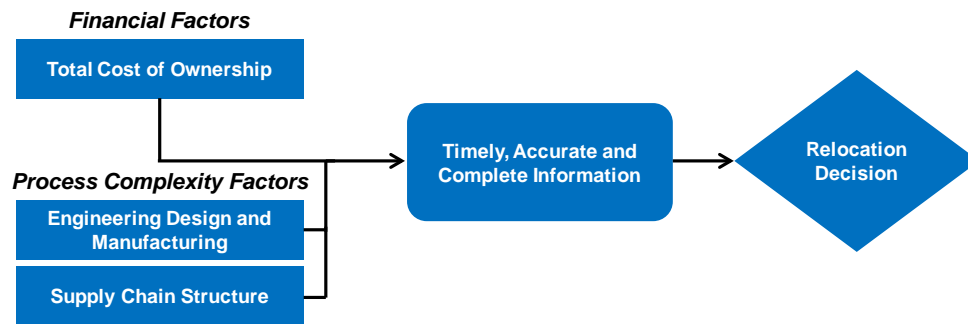 Financial Factors
Total Cost of Ownership
Process Complexity Factors
Engineering Design and
Manufacturing
Supply Chain Structure
Timely, Accurate and
Complete Information
Relocation
Decision